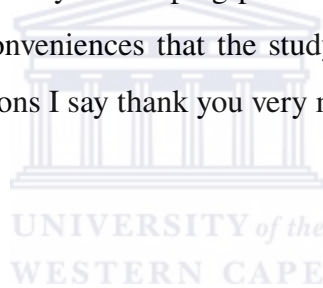 onveniences that the study
ons I say thank you very
UNIVERSITY of the
WESTERN CAPE